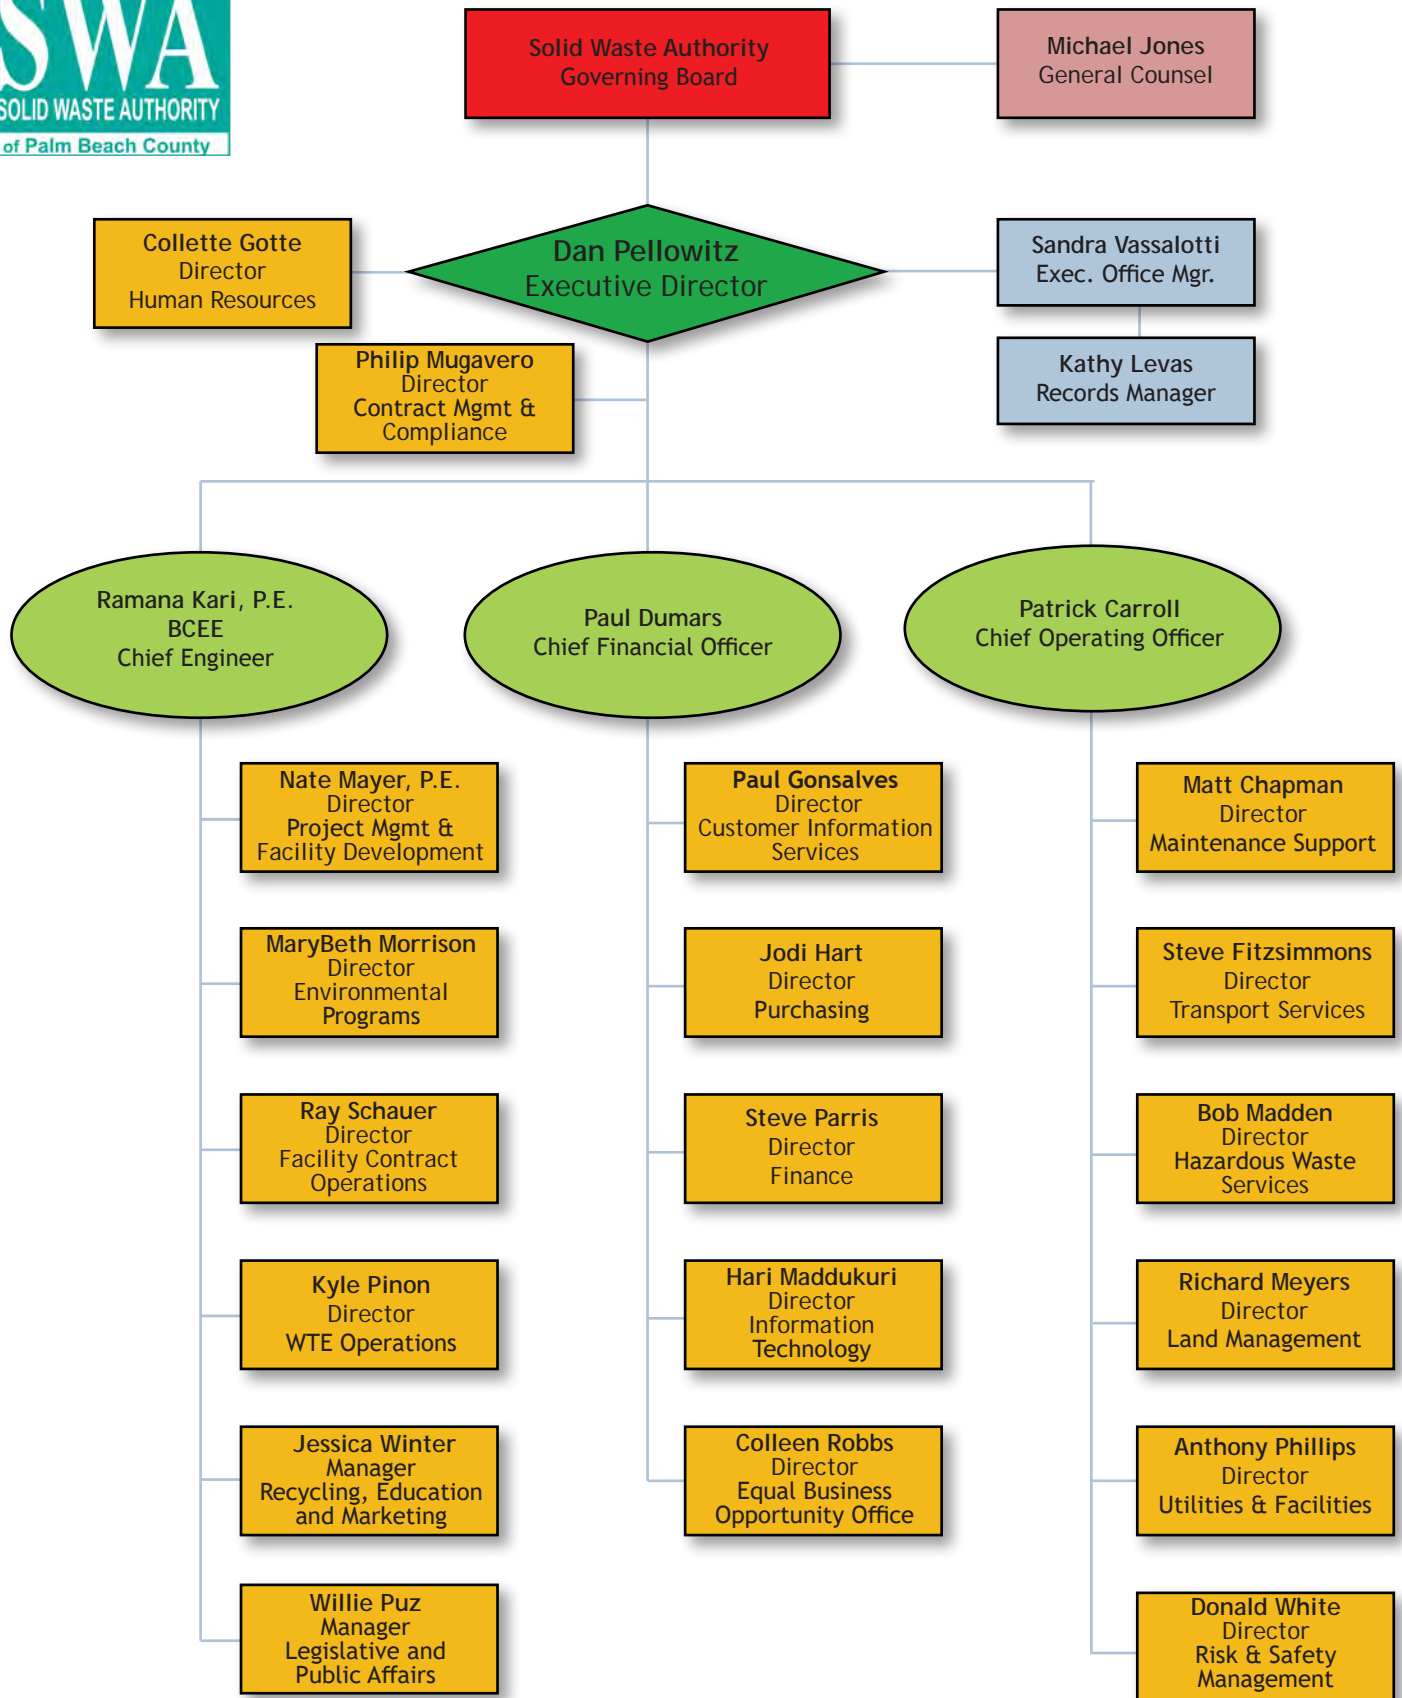 SWA
SOLID WASTE AUTHORITY
of Palm Beach County
Solid Waste Authority
Governing Board
Michael Jones
General Counsel
Collette Gotte
Director
Human Resources
Dan Pellowitz
Executive Director
Sandra Vassalotti
Exec. Office Mgr.
Kathy Levas
Records Manager
Philip Mugavero
Director
Contract Mgmt &
Compliance
Ramana Kari, P.E.
BCEE
Chief Engineer
Paul Dumars
Chief Financial Officer
Patrick Carroll
Chief Operating Officer
Nate Mayer, P.E.
Director
Project Mgmt &
Facility Development
Paul Gonsalves
Director
Customer Information
Services
Matt Chapman
Director
Maintenance Support
MaryBeth Morrison
Director
Environmental
Programs
Jodi Hart
Director
Purchasing
Steve Fitzsimmons
Director
Transport Services
Ray Schauer
Director
Facility Contract
Operations
Steve Parris
Director
Finance
Bob Madden
Director
Hazardous Waste
Services
Kyle Pinon
Director
WTE Operations
Hari Maddukuri
Director
Information
Technology
Richard Meyers
Director
Land Management
Jessica Winter
Manager
Recycling, Education
and Marketing
Colleen Robbs
Director
Equal Business
Opportunity Office
Anthony Phillips
Director
Utilities & Facilities
Willie Puz
Manager
Legislative and
Public Affairs
Donald White
Director
Risk & Safety
Management